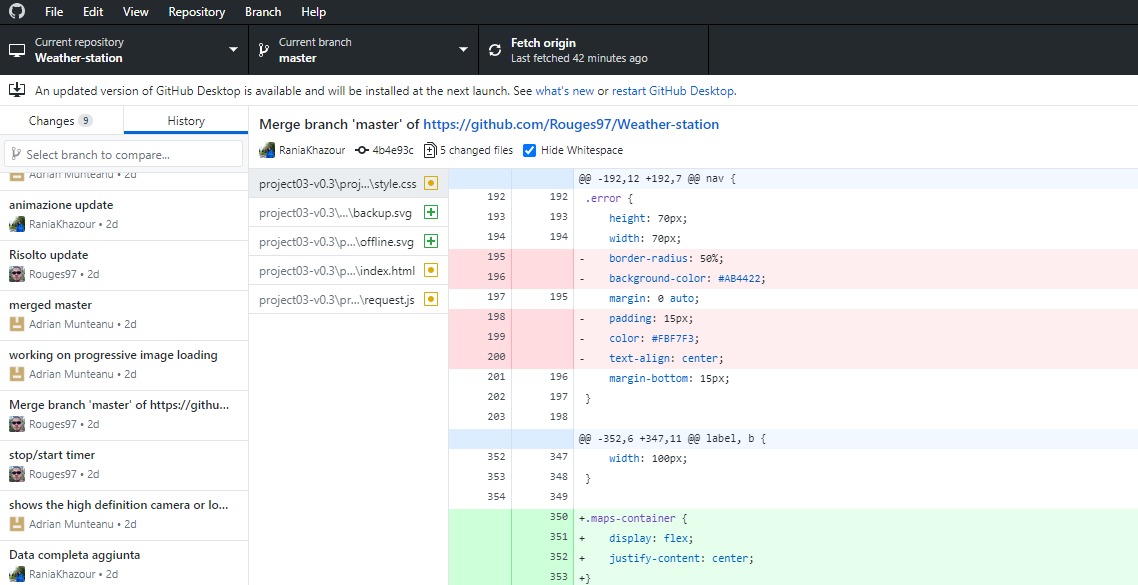 File Edit View Repository Branch Help
Current repository
Weather-station
Current branch
master
Fetch origin
Last fetched 42 minutes ago
An updated version of GitHub Desktop is available and will be installed at the next launch. See what's new or restart GitHub Desktop.
Changes 9 History
Select branch to compare...
Adrian Munteanu • 2d
animazione update
RaniaKhazour • 2d
Risolto update
Rouges97 • 2d
merged master
Adrian Munteanu • 2d
working on progressive image loading
Adrian Munteanu • 2d
Merge branch 'master' of https://githu...
Rouges97 • 2d
stop/start timer
Rouges97 • 2d
shows the high definition camera or lo...
Adrian Munteanu • 2d
Data completa aggiunta
RaniaKhazour • 2d
Merge branch 'master' of https://github.com/Rouges97/Weather-station
RaniaKhazour 4b4e93c 5 changed files Hide Whitespace
project03-v0.3\proj...\style.css
project03-v0.3\...\backup.svg
project03-v0.3\p...\offline.svg
project03-v0.3\p...\index.html
project03-v0.3\pr...\request.js
@@ -192,12 +192,7 @@ nav {
192 192 .error {
193 193 height: 70px;
194 194 width: 70px;
195 - border-radius: 50%;
196 - background-color: #AB4422;
197 195 margin: 0 auto;
198 - padding: 15px;
199 - color: #FBF7F3;
200 - text-align: center;
201 196 margin-bottom: 15px;
202 197 }
203 198
@@ -352,6 +347,11 @@ label, b {
352 347 width: 100px;
353 348 }
354 349
350 +.maps-container {
351 + display: flex;
352 + justify-content: center;
353 +}